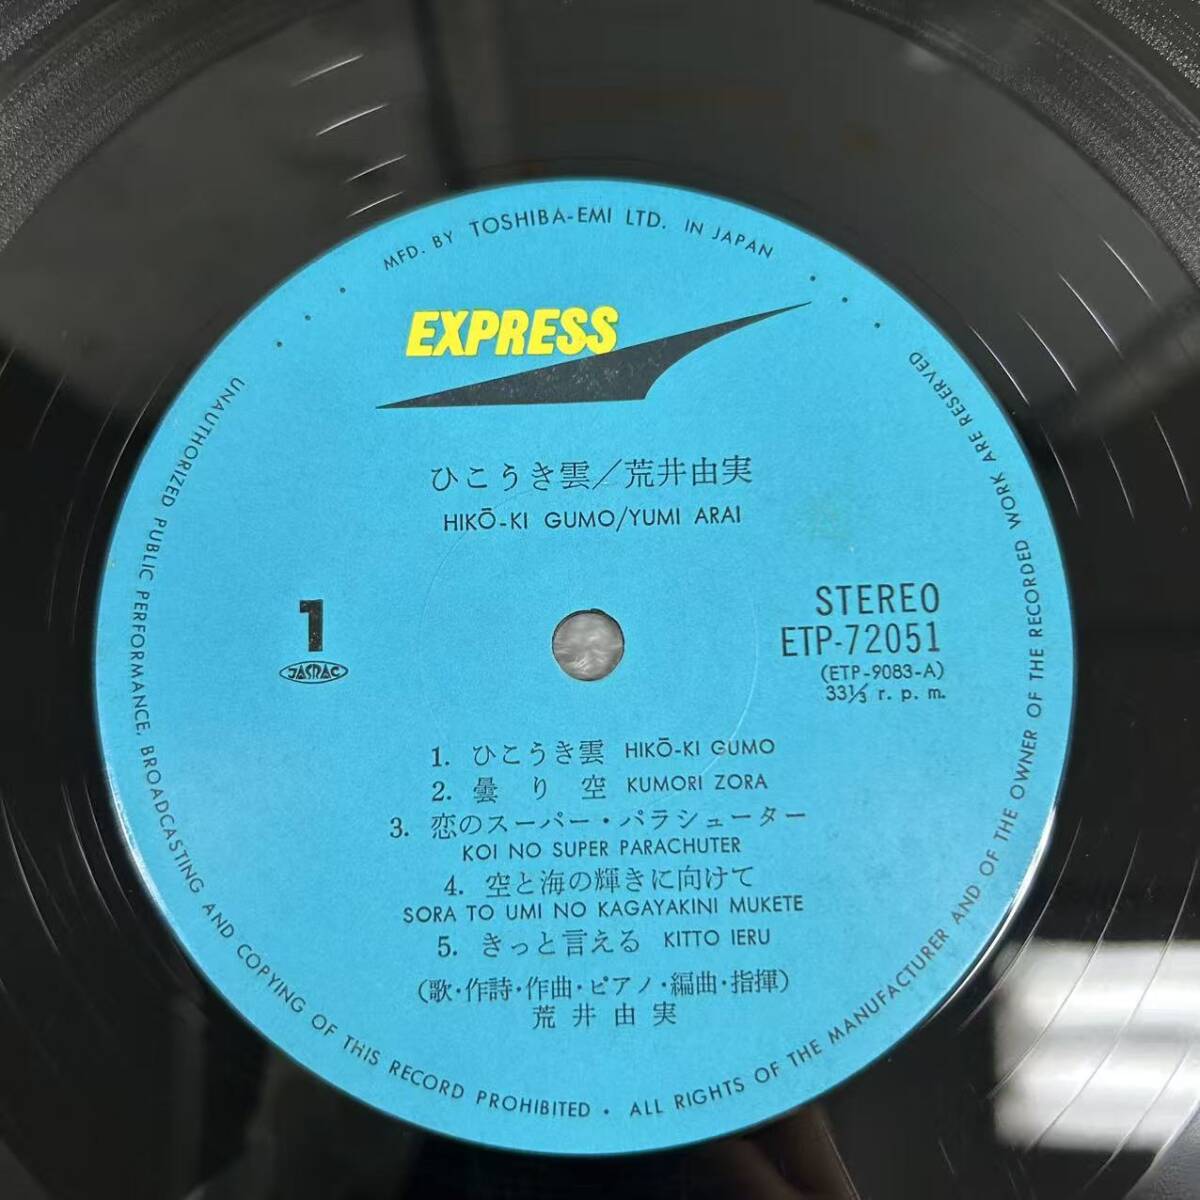 MFD. BY TOSHIBA-EMI LTD. IN JAPAN
EXPRESS
ひこうき雲/荒井由実
HIKŌ-KI GUMO/YUMI ARAI
1
JASRAC
STEREO
ETP-72051
(ETP-9083-A)
33⅓ r. p. m.
1. ひこうき雲 HIKŌ-KI GUMO
2. 曇り空 KUMORI ZORA
3. 恋のスーパー・パラシューター
KOI NO SUPER PARACHUTER
4. 空と海の輝きに向けて
SORA TO UMI NO KAGAYAKINI MUKETE
5. きっと言える KITTO IERU
(歌・作詩・作曲・ピアノ・編曲・指揮)
荒井由実
UNAUTHORIZED PUBLIC PERFORMANCE, BROADCASTING AND COPYING OF THIS RECORD PROHIBITED • ALL RIGHTS OF THE MANUFACTURER AND OF THE OWNER OF THE RECORDED WORK ARE RESERVED